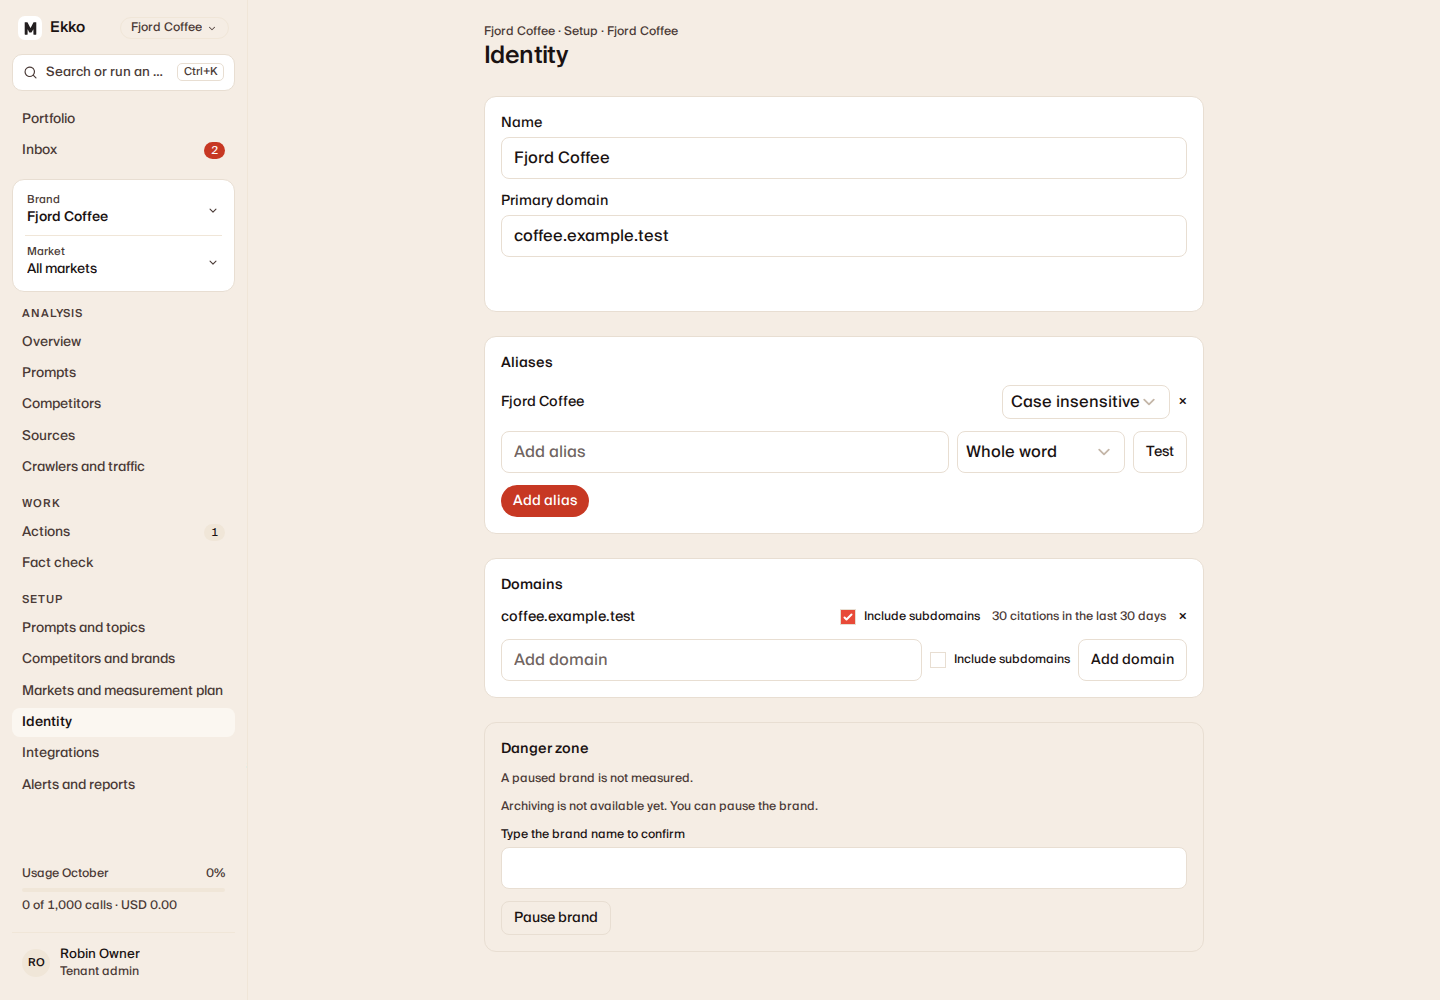 Ekko
Fjord Coffee
Search or run an ...
Ctrl+K
Portfolio
Inbox
2
Brand
Fjord Coffee
Market
All markets
ANALYSIS
Overview
Prompts
Competitors
Sources
Crawlers and traffic
WORK
Actions
1
Fact check
SETUP
Prompts and topics
Competitors and brands
Markets and measurement plan
Identity
Integrations
Alerts and reports
Usage October
0%
0 of 1,000 calls · USD 0.00
RO
Robin Owner
Tenant admin
Fjord Coffee · Setup · Fjord Coffee
Identity
Name
Fjord Coffee
Primary domain
coffee.example.test
Aliases
Fjord Coffee
Case insensitive
×
Add alias
Whole word
Test
Add alias
Domains
coffee.example.test
Include subdomains
30 citations in the last 30 days
×
Add domain
Include subdomains
Add domain
Danger zone
A paused brand is not measured.
Archiving is not available yet. You can pause the brand.
Type the brand name to confirm
Pause brand